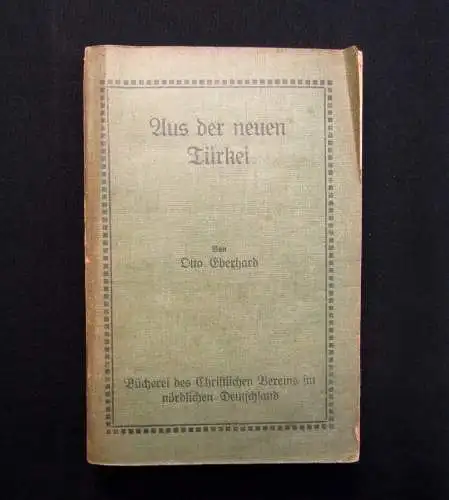 Aus der neuen
Türkei
Von
Otto Eberhard
Bücherei des Christlichen Vereins im
nördlichen Deutschland